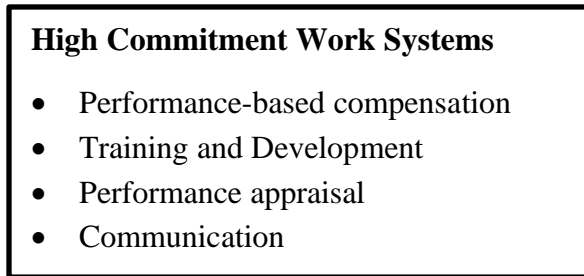 High Commitment Work Systems
• Performance-based compensation
• Training and Development
• Performance appraisal
• Communication